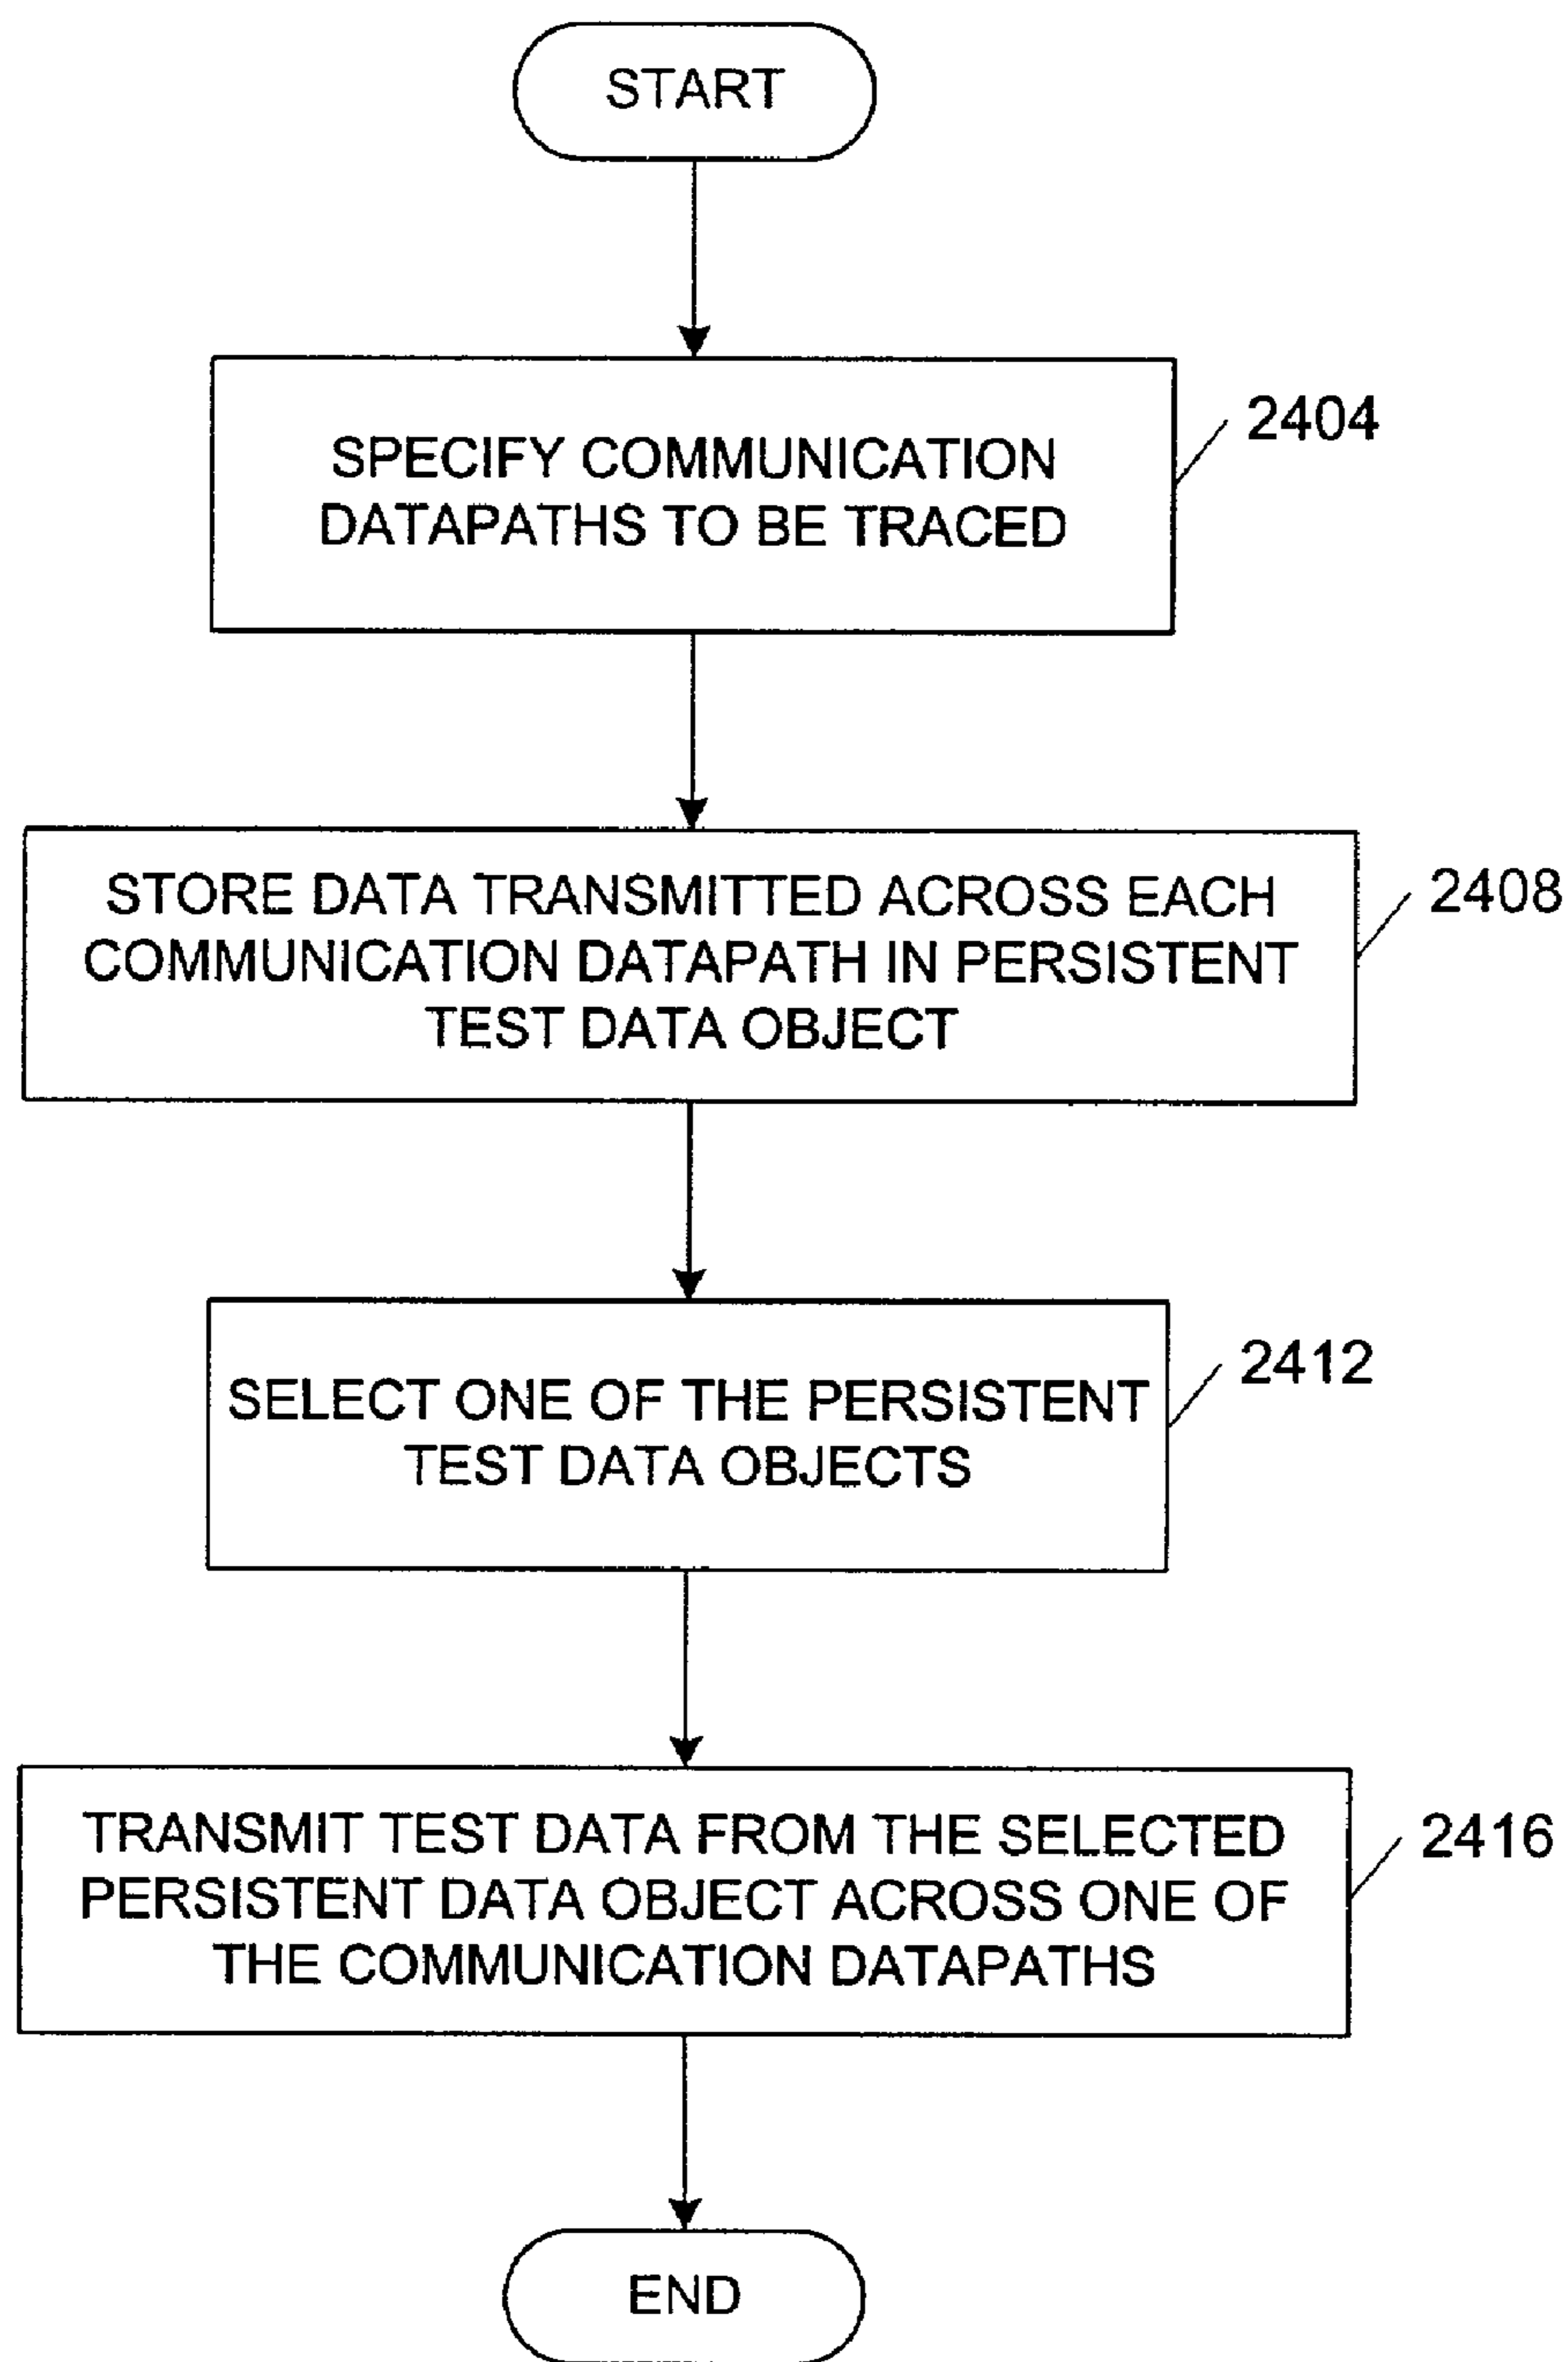 START
SPECIFY COMMUNICATION
DATAPATHS TO BE TRACED
2404
STORE DATA TRANSMITTED ACROSS EACH
COMMUNICATION DATAPATH IN PERSISTENT
TEST DATA OBJECT
2408
SELECT ONE OF THE PERSISTENT
TEST DATA OBJECTS
2412
TRANSMIT TEST DATA FROM THE SELECTED
PERSISTENT DATA OBJECT ACROSS ONE OF
THE COMMUNICATION DATAPATHS
2416
END